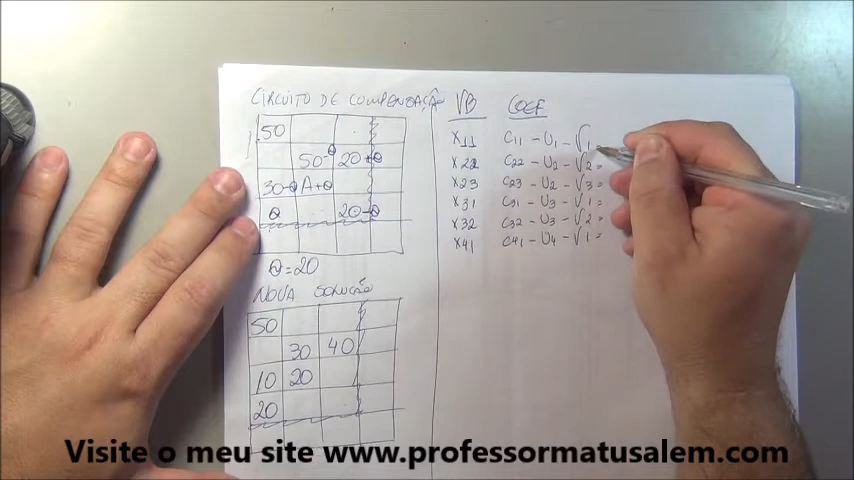 CIRCUITO DE COMPENSAÇÃO
50
50-θ 20+θ
30-θ A+θ
θ 20-θ
θ=20
NOVA SOLUÇÃO
50
30 40
10 20
20
VB COEF
X11 C11 - U1 - V1
X22 C22 - U2 - V2 =
X23 C23 - U2 - V3 =
X31 C31 - U3 - V1 =
X32 C32 - U3 - V2 =
X41 C41 - U4 - V1 =
Visite o meu site www.professormatusalem.com